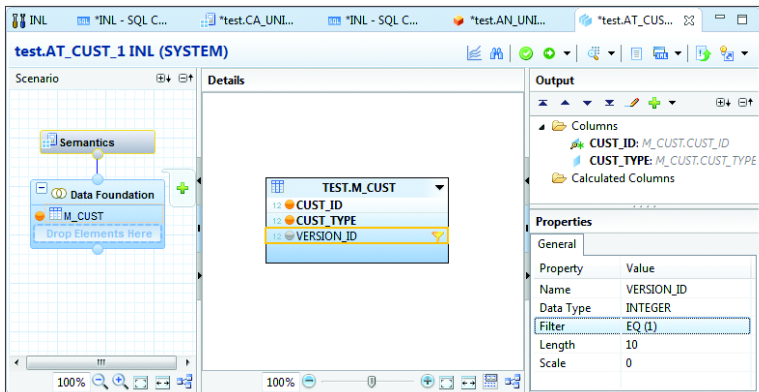 INL
*INL - SQL C...
*test.CA_UNI...
*INL - SQL C...
*test.AN_UNI...
*test.AT_CUS...
test.AT_CUST_1 INL (SYSTEM)
Scenario
Details
Output
Semantics
Data Foundation
M_CUST
Drop Elements Here
TEST.M_CUST
12 CUST_ID
12 CUST_TYPE
12 VERSION_ID
Columns
CUST_ID: M_CUST.CUST_ID
CUST_TYPE: M_CUST.CUST_TYPE
Calculated Columns
Properties
General
Property Value
Name VERSION_ID
Data Type INTEGER
Filter EQ (1)
Length 10
Scale 0
100%
100%